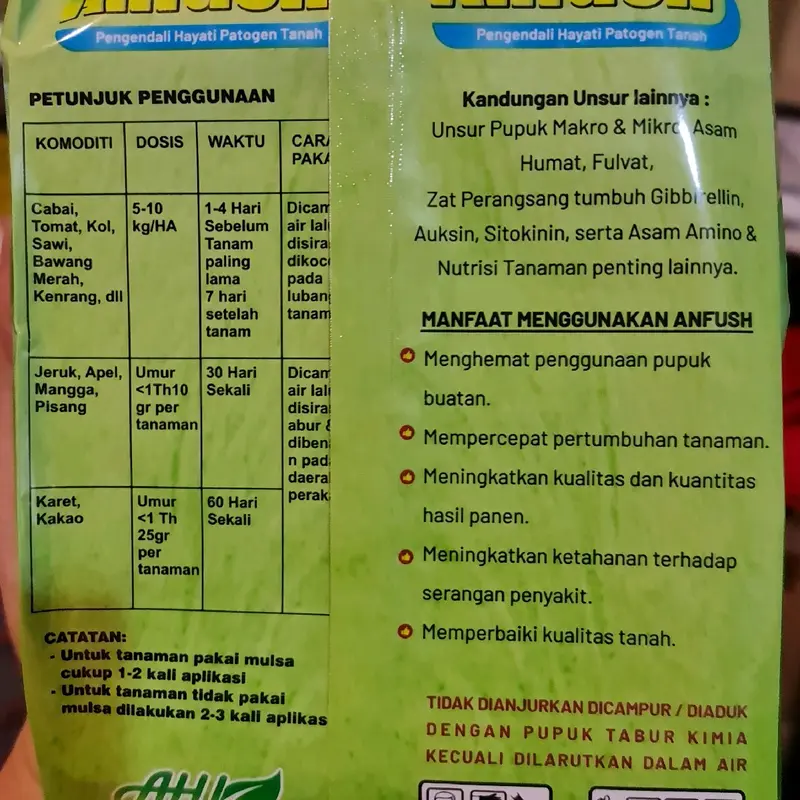 Anfush
Pengendali Hayati Patogen Tanah
PETUNJUK PENGGUNAAN
KOMODITI DOSIS WAKTU
Cabai,
Tomat, Kol,
Sawi,
Bawang
Merah,
Kenrang, dll
5-10
kg/HA
1-4 Hari
Sebelum
Tanam
paling
lama
7 hari
setelah
tanam
air
pada
Jeruk, Apel,
Mangga,
Pisang
Umur
<1Th10
gr per
tanaman
30 Hari
Sekali
air
Karet,
Kakao
Umur
<1 Th
25gr
per
tanaman
60 Hari
Sekali
CATATAN:
- Untuk tanaman pakai mulsa
cukup 1-2 kali aplikasi
- Untuk tanaman tidak pakai
mulsa dilakukan 2-3 kali aplikas
AHL
Anfush
Pengendali Hayati Patogen Tanah
Kandungan Unsur lainnya :
Unsur Pupuk Makro & Mikro Asam
Humat, Fulvat,
Zat Perangsang tumbuh Gibbrellin,
Auksin, Sitokinin, serta Asam Amino &
Nutrisi Tanaman penting lainnya.
MANFAAT MENGGUNAKAN ANFUSH
Menghemat penggunaan pupuk
buatan.
Mempercepat pertumbuhan tanaman.
Meningkatkan kualitas dan kuantitas
hasil panen.
Meningkatkan ketahanan terhadap
serangan penyakit.
Memperbaiki kualitas tanah.
TIDAK DIANJURKAN DICAMPUR / DIADUK
DENGAN PUPUK TABUR KIMIA
KECUALI DILARUTKAN DALAM AIR